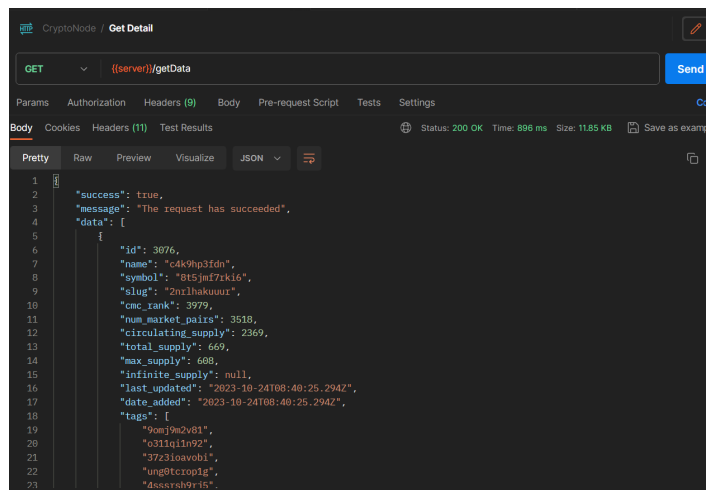 HTTP CryptoNode / Get Detail
GET {{server}}/getData Send
Params Authorization Headers (9) Body Pre-request Script Tests Settings Co
Body Cookies Headers (11) Test Results Status: 200 OK Time: 896 ms Size: 11.85 KB Save as examp
Pretty Raw Preview Visualize JSON
1 {
2 "success": true,
3 "message": "The request has succeeded",
4 "data": [
5 {
6 "id": 3076,
7 "name": "c4k9hp3fdn",
8 "symbol": "8t5jmf7rki6",
9 "slug": "2nrlhakuuur",
10 "cmc_rank": 3979,
11 "num_market_pairs": 3518,
12 "circulating_supply": 2369,
13 "total_supply": 669,
14 "max_supply": 608,
15 "infinite_supply": null,
16 "last_updated": "2023-10-24T08:40:25.294Z",
17 "date_added": "2023-10-24T08:40:25.294Z",
18 "tags": [
19 "9omj9m2v81",
20 "o311qi1n92",
21 "37z3ioavobi",
22 "ung0tcrop1g",
23 "4sssrsh9rj5",